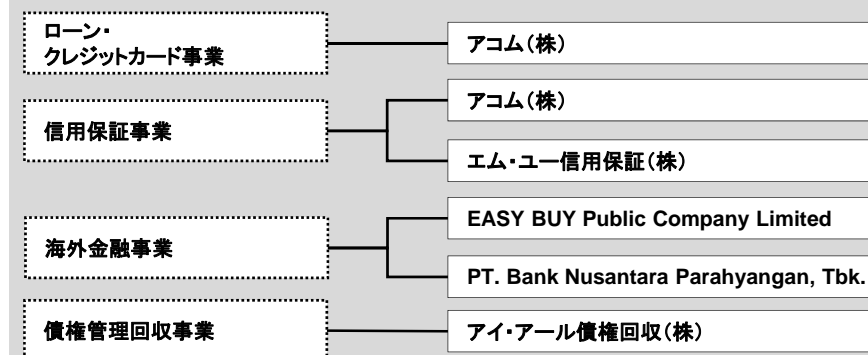 ローン・
クレジットカード事業
アコム(株)
信用保証事業
アコム(株)
エム・ユー信用保証(株)
海外金融事業
EASY BUY Public Company Limited
PT. Bank Nusantara Parahyangan, Tbk.
債権管理回収事業
アイ・アール債権回収(株)